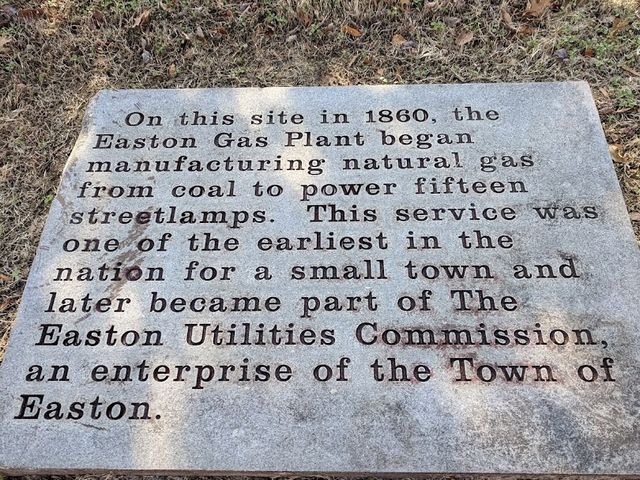 On this site in 1860, the
Easton Gas Plant began
manufacturing natural gas
from coal to power fifteen
streetlamps. This service was
one of the earliest in the
nation for a small town and
later became part of The
Easton Utilities Commission,
an enterprise of the Town of
Easton.